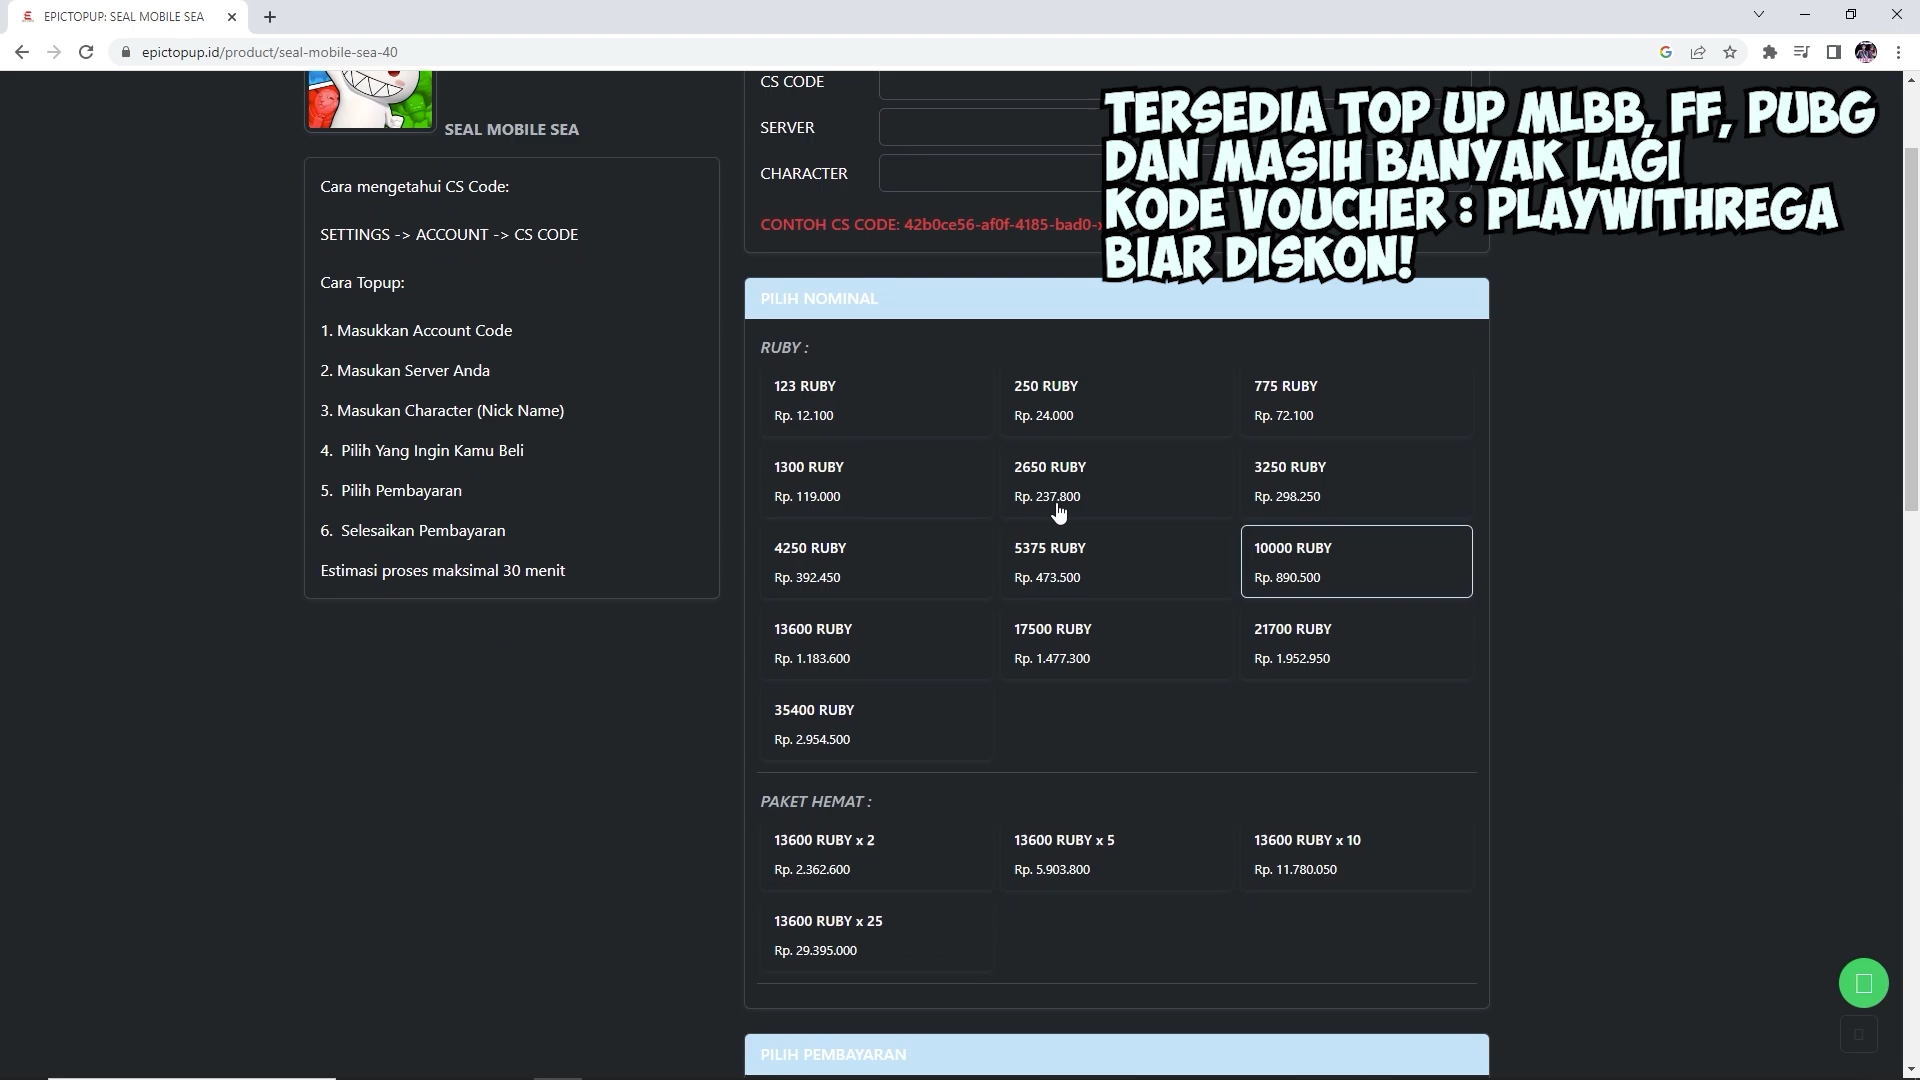 EPICTOPUP: SEAL MOBILE SEA
epictopup.id/product/seal-mobile-sea-40
SEAL MOBILE SEA
Cara mengetahui CS Code:
SETTINGS -> ACCOUNT -> CS CODE
Cara Topup:
1. Masukkan Account Code
2. Masukan Server Anda
3. Masukan Character (Nick Name)
4. Pilih Yang Ingin Kamu Beli
5. Pilih Pembayaran
6. Selesaikan Pembayaran
Estimasi proses maksimal 30 menit
CS CODE
SERVER
CHARACTER
CONTOH CS CODE: 42b0ce56-af0f-4185-bad0-
TERSEDIA TOP UP MLBB, FF, PUBG
DAN MASIH BANYAK LAGI
KODE VOUCHER : PLAYWITHREGA
BIAR DISKON!
PILIH NOMINAL
RUBY :
123 RUBY
Rp. 12.100
250 RUBY
Rp. 24.000
775 RUBY
Rp. 72.100
1300 RUBY
Rp. 119.000
2650 RUBY
Rp. 237.800
3250 RUBY
Rp. 298.250
4250 RUBY
Rp. 392.450
5375 RUBY
Rp. 473.500
10000 RUBY
Rp. 890.500
13600 RUBY
Rp. 1.183.600
17500 RUBY
Rp. 1.477.300
21700 RUBY
Rp. 1.952.950
35400 RUBY
Rp. 2.954.500
PAKET HEMAT :
13600 RUBY x 2
Rp. 2.362.600
13600 RUBY x 5
Rp. 5.903.800
13600 RUBY x 10
Rp. 11.780.050
13600 RUBY x 25
Rp. 29.395.000
PILIH PEMBAYARAN